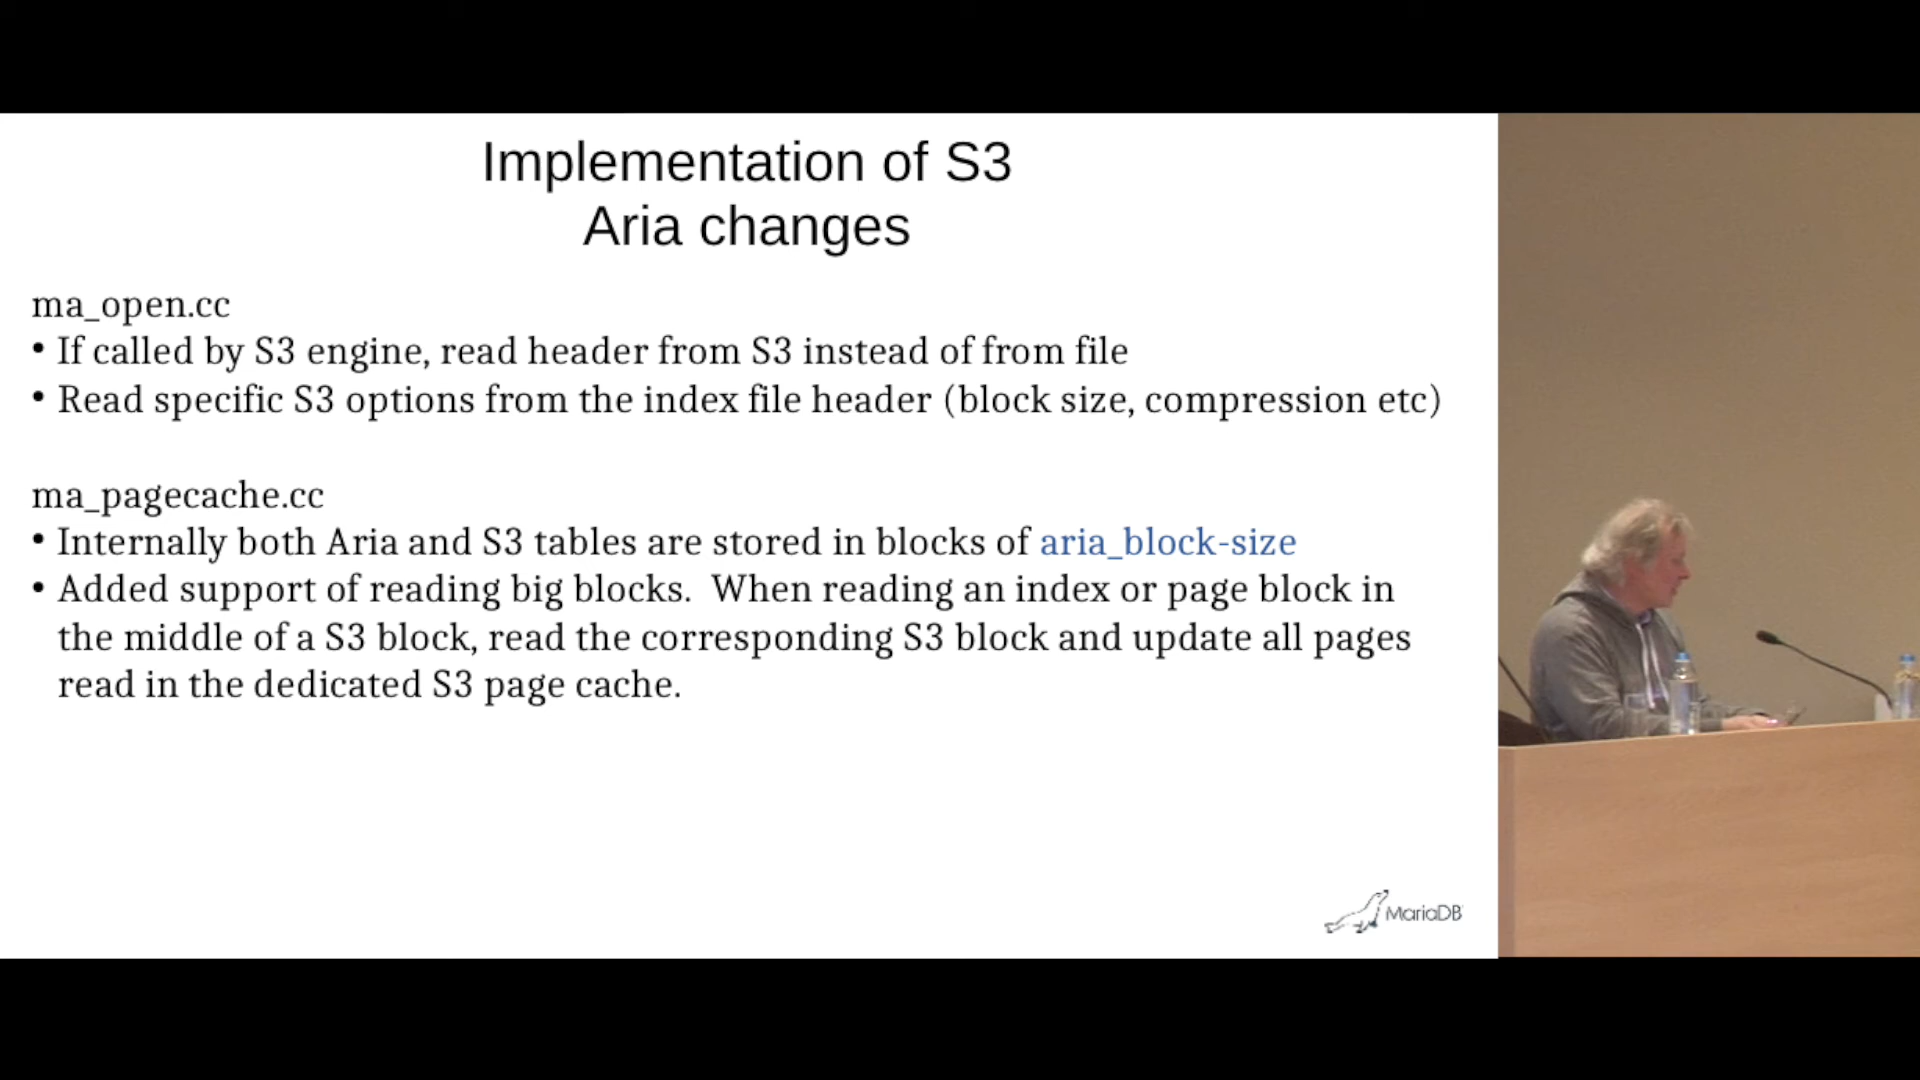 Implementation of S3
Aria changes
ma_open.cc
• If called by S3 engine, read header from S3 instead of from file
• Read specific S3 options from the index file header (block size, compression etc)
ma_pagecache.cc
• Internally both Aria and S3 tables are stored in blocks of aria_block-size
• Added support of reading big blocks.  When reading an index or page block in
the middle of a S3 block, read the corresponding S3 block and update all pages
read in the dedicated S3 page cache.
MariaDB